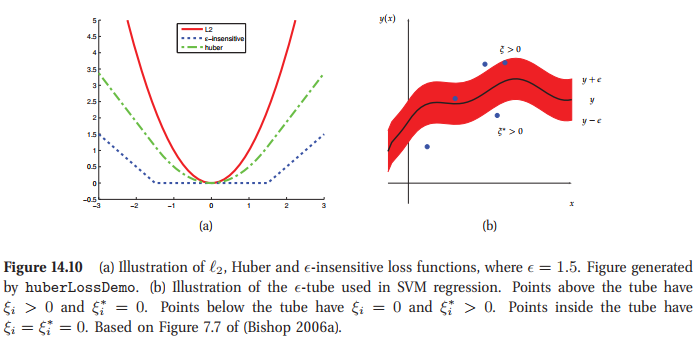 5
4.5
4
3.5
3
2.5
2
1.5
1
0.5
0
−0.5
−3
−2
−1
0
1
2
3
L2
ϵ−insensitive
huber
(a)
y(x)
ξ > 0
y + ϵ
y
y − ϵ
ξ* > 0
x
(b)
Figure 14.10 (a) Illustration of ℓ₂, Huber and ϵ-insensitive loss functions, where ϵ = 1.5. Figure generated
by huberLossDemo. (b) Illustration of the ϵ-tube used in SVM regression. Points above the tube have
ξᵢ > 0 and ξᵢ* = 0. Points below the tube have ξᵢ = 0 and ξᵢ* > 0. Points inside the tube have
ξᵢ = ξᵢ* = 0. Based on Figure 7.7 of (Bishop 2006a).